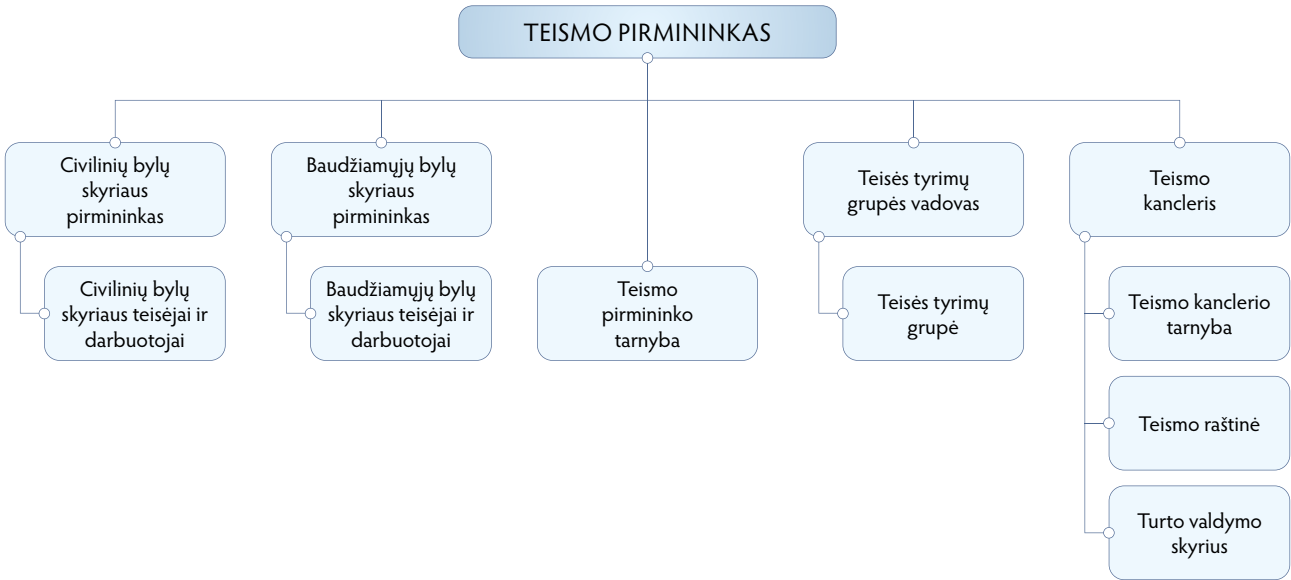 TEISMO PIRMININKAS
Civilinių bylų
skyriaus
pirmininkas
Baudžiamųjų bylų
skyriaus
pirmininkas
Teisės tyrimų
grupės vadovas
Teismo
kancleris
Civilinių bylų
skyriaus teisėjai ir
darbuotojai
Baudžiamųjų bylų
skyriaus teisėjai ir
darbuotojai
Teismo
pirmininko
tarnyba
Teisės tyrimų
grupė
Teismo kanclerio
tarnyba
Teismo raštinė
Turto valdymo
skyrius